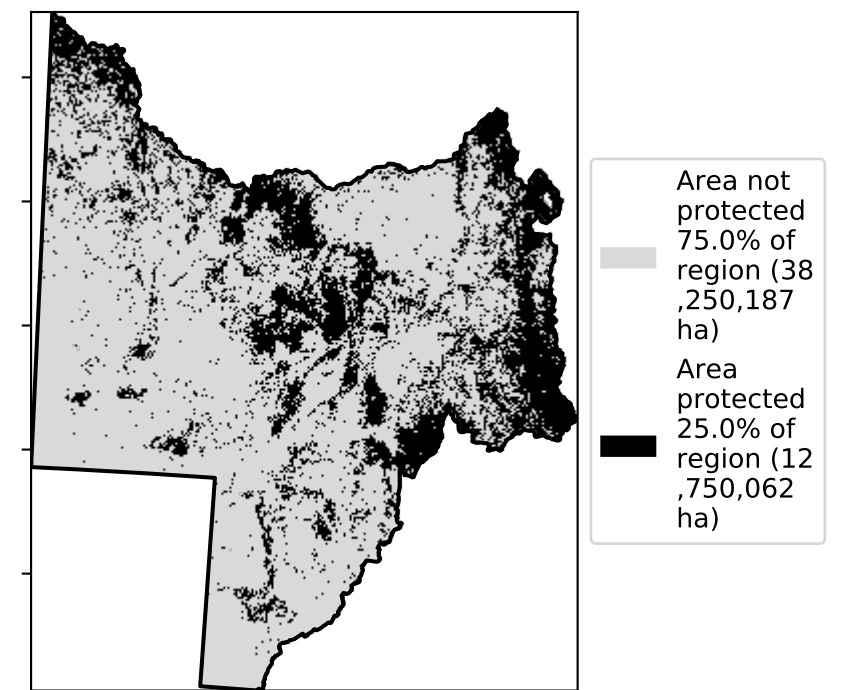 Area not
protected
75.0% of
region (38
,250,187
ha)
Area
protected
25.0% of
region (12
,750,062
ha)